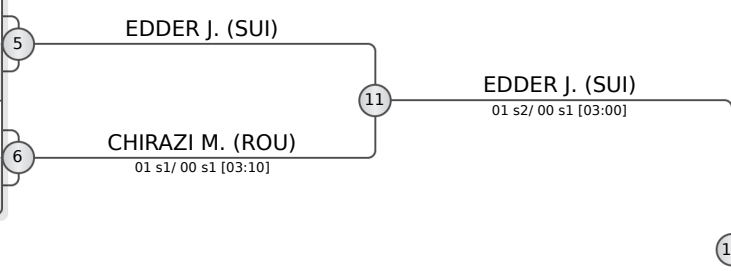 EDDER J. (SUI)
5
11
EDDER J. (SUI)
01 s2/ 00 s1 [03:00]
CHIRAZI M. (ROU)
6
01 s1/ 00 s1 [03:10]